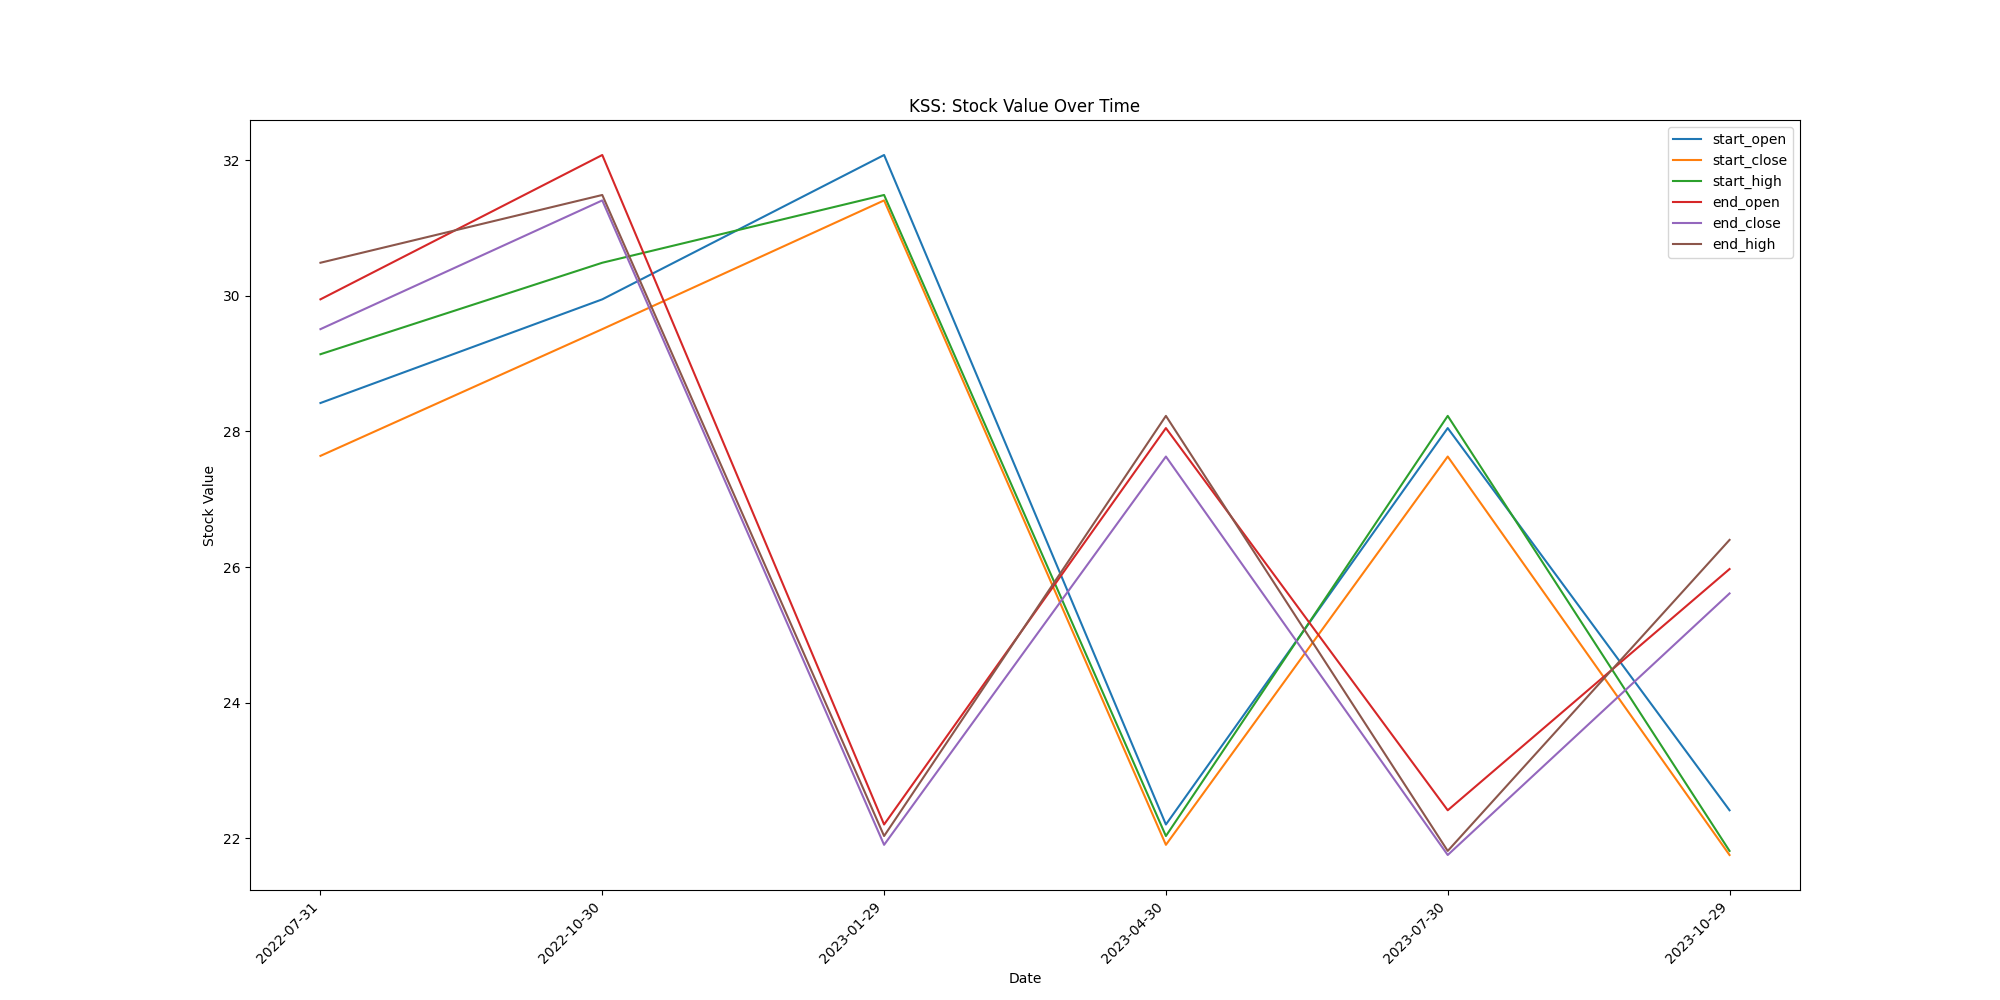 KSS: Stock Value Over Time
start_open
start_close
start_high
end_open
end_close
end_high
32
30
28
26
24
22
Stock Value
2022-07-31
2022-10-30
2023-01-29
2023-04-30
2023-07-30
2023-10-29
Date